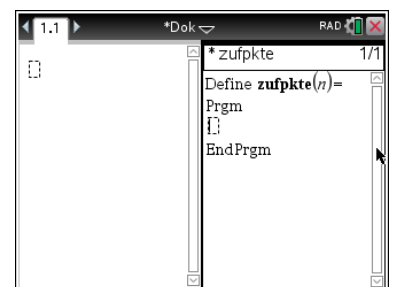 1.1 *Dok RAD
* zufpkte 1/1
Define zufpkte(n)=
Prgm
EndPrgm